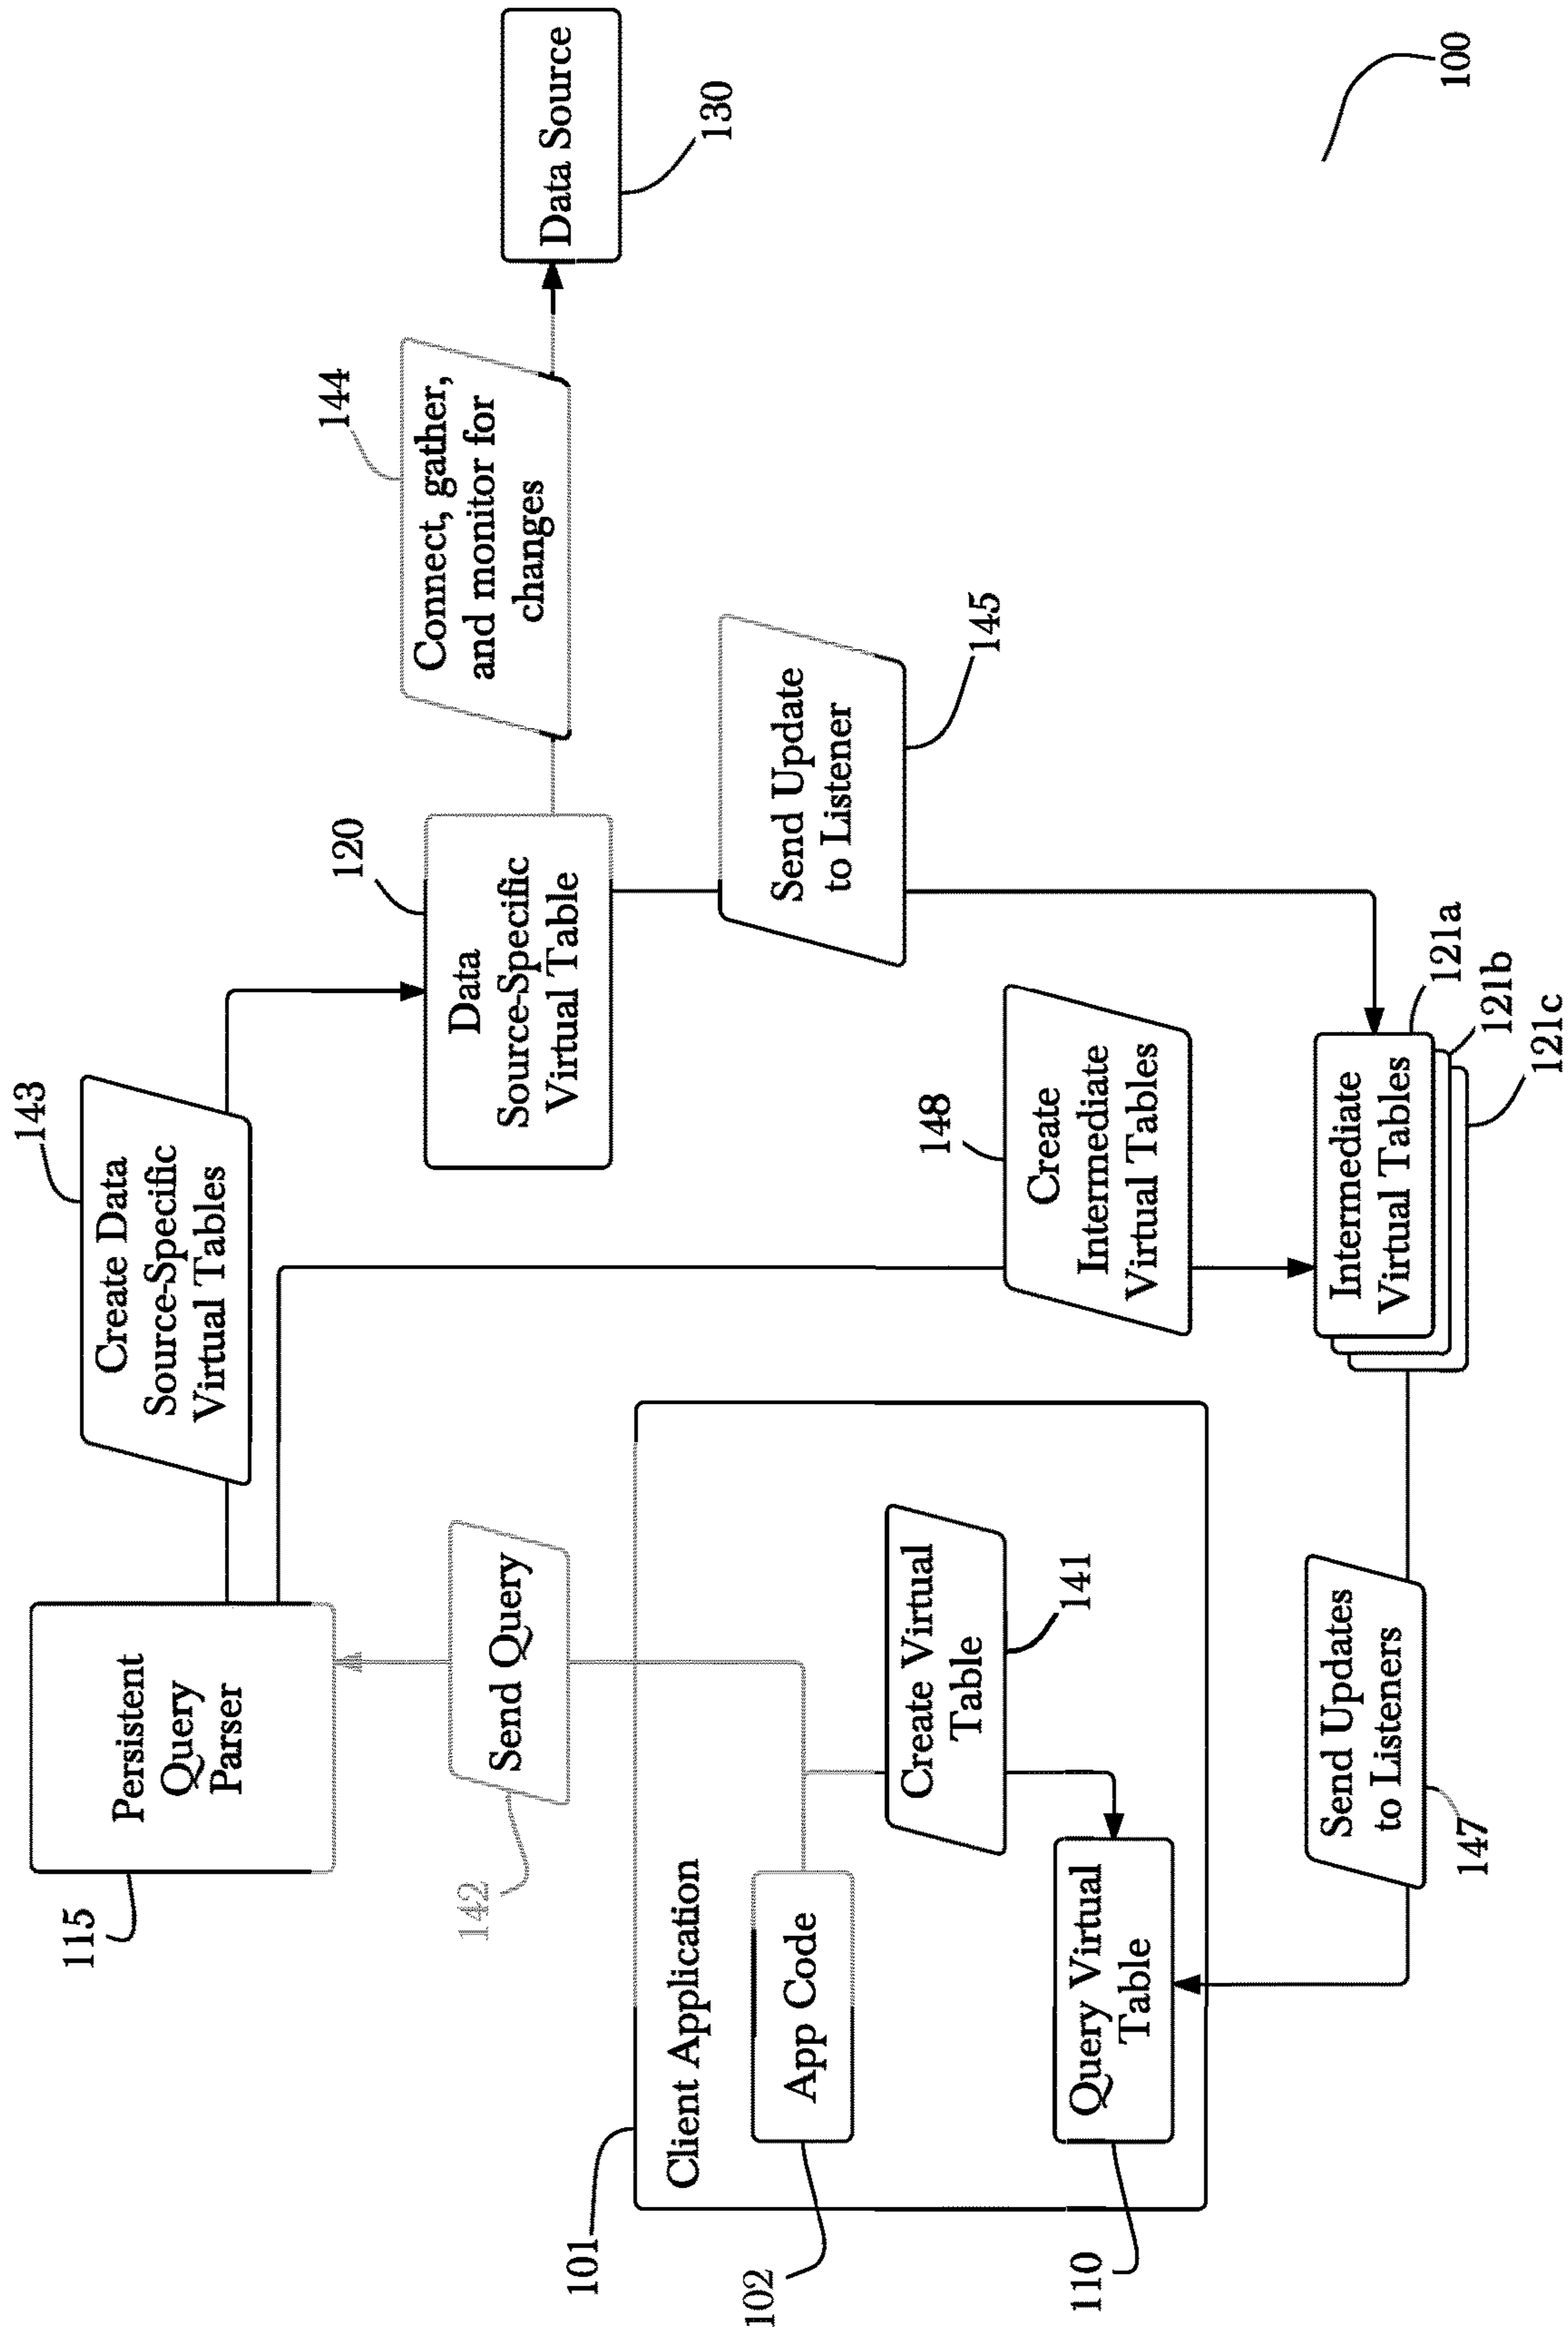 115
Persistent
Query
Parser
143
Create Data
Source-Specific
Virtual Tables
142
Send Query
120
Data
Source-Specific
Virtual Table
144
Connect, gather,
and monitor for
changes
Data Source
130
101
Client Application
102
App Code
Create Virtual
Table
141
110
Query Virtual
Table
148
Create
Intermediate
Virtual Tables
Send Update
to Listener
145
Intermediate
Virtual Tables
121a
121b
121c
Send Updates
to Listeners
147
100